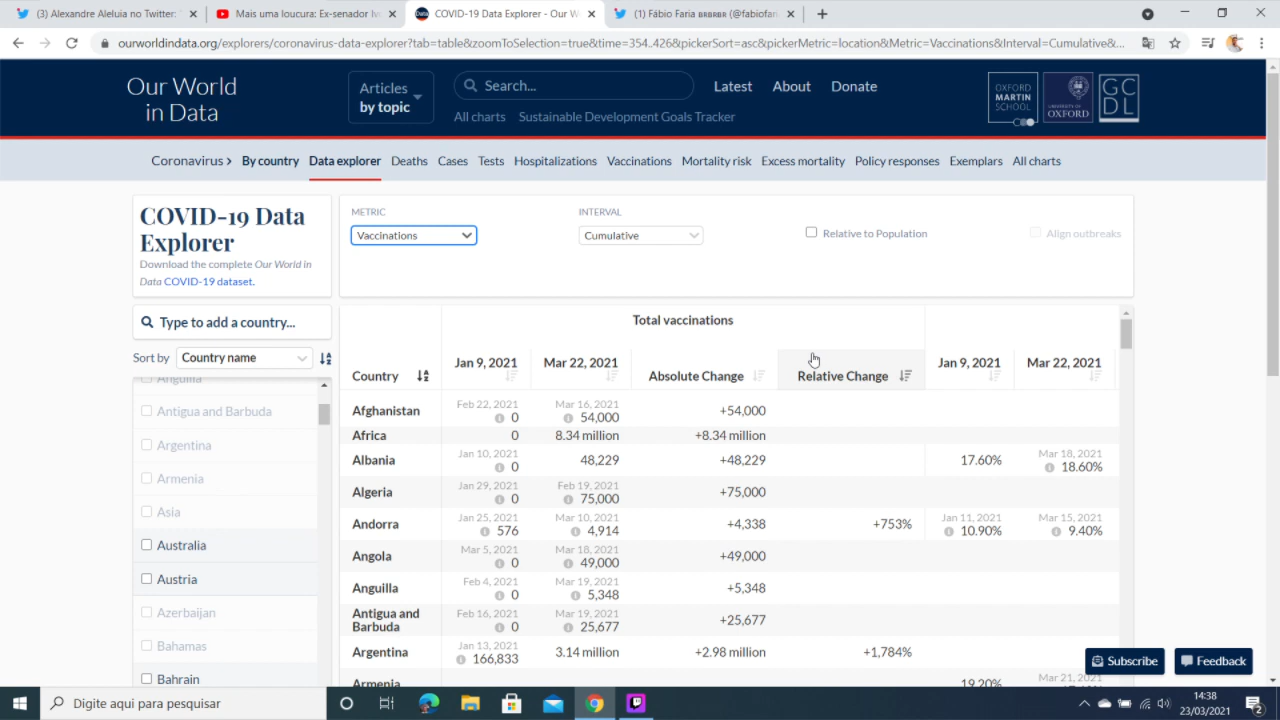 (3) Alexandre Aleluia no Twitter:
Mais uma loucura: Ex-senador Iv
COVID-19 Data Explorer - Our W
(1) Fábio Faria ʙʀʙʀʙʀ (@fabiofar
ourworldindata.org/explorers/coronavirus-data-explorer?tab=table&zoomToSelection=true&time=354..426&pickerSort=asc&pickerMetric=location&Metric=Vaccinations&Interval=Cumulative&...
Our World
in Data
Articles
by topic
Search...
Latest
About
Donate
All charts
Sustainable Development Goals Tracker
OXFORD
MARTIN
SCHOOL
UNIVERSITY OF
OXFORD
GC
DL
Coronavirus
By country
Data explorer
Deaths
Cases
Tests
Hospitalizations
Vaccinations
Mortality risk
Excess mortality
Policy responses
Exemplars
All charts
COVID-19 Data
Explorer
Download the complete Our World in
Data COVID-19 dataset.
METRIC
Vaccinations
INTERVAL
Cumulative
Relative to Population
Align outbreaks
Type to add a country...
Sort by Country name
Anguilla
Antigua and Barbuda
Argentina
Armenia
Asia
Australia
Austria
Azerbaijan
Bahamas
Bahrain
Total vaccinations
Country
Jan 9, 2021
Mar 22, 2021
Absolute Change
Relative Change
Jan 9, 2021
Mar 22, 2021
Feb 22, 2021 Mar 16, 2021
Afghanistan 0 54,000 +54,000
Africa 0 8.34 million +8.34 million
Jan 10, 2021 Mar 18, 2021
Albania 0 48,229 +48,229 17.60% 18.60%
Jan 29, 2021 Feb 19, 2021
Algeria 0 75,000 +75,000
Jan 25, 2021 Mar 10, 2021 Jan 11, 2021 Mar 15, 2021
Andorra 576 4,914 +4,338 +753% 10.90% 9.40%
Mar 5, 2021 Mar 18, 2021
Angola 0 49,000 +49,000
Feb 4, 2021 Mar 19, 2021
Anguilla 0 5,348 +5,348
Feb 16, 2021 Mar 19, 2021
Antigua and
Barbuda 0 25,677 +25,677
Jan 13, 2021
Argentina 166,833 3.14 million +2.98 million +1,784%
Mar 21, 2021
Armenia 19.20%
Subscribe
Feedback
Digite aqui para pesquisar
14:38
23/03/2021
2